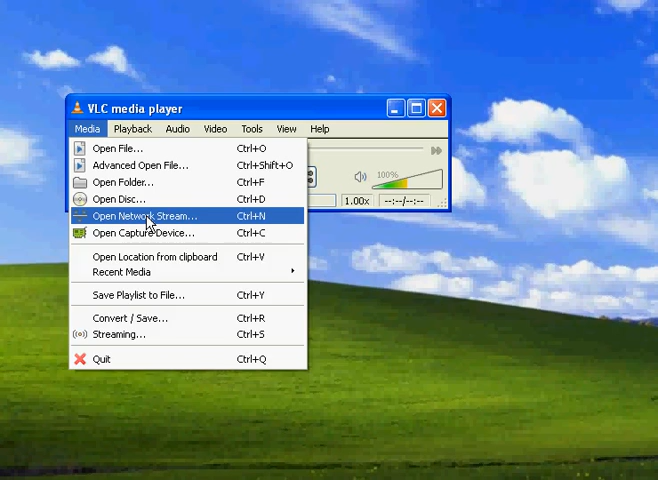 VLC media player
Media Playback Audio Video Tools View Help
Open File... Ctrl+O
Advanced Open File... Ctrl+Shift+O
Open Folder... Ctrl+F
Open Disc... Ctrl+D
Open Network Stream... Ctrl+N
Open Capture Device... Ctrl+C
Open Location from clipboard Ctrl+V
Recent Media
Save Playlist to File... Ctrl+Y
Convert / Save... Ctrl+R
Streaming... Ctrl+S
Quit Ctrl+Q
100%
1.00x --:--/--:--